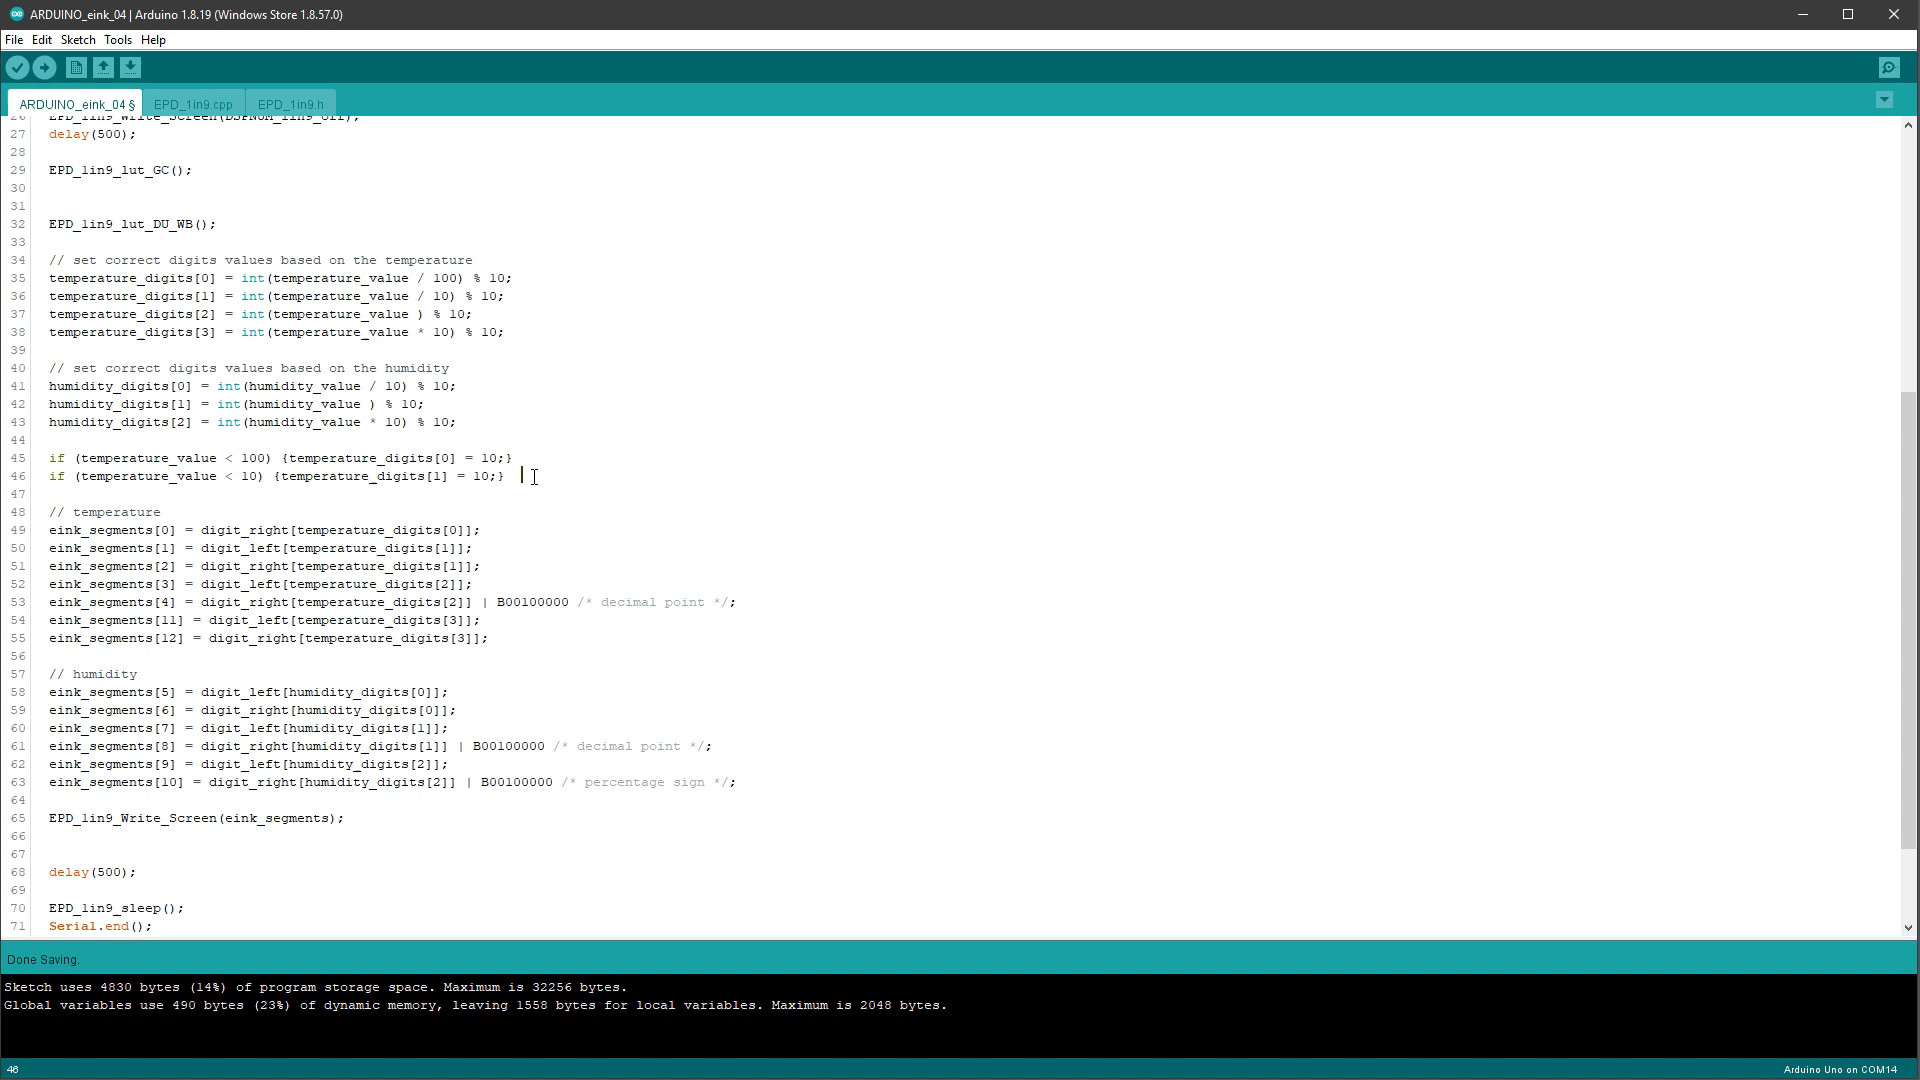 ARDUINO_eink_04 | Arduino 1.8.19 (Windows Store 1.8.57.0)
File Edit Sketch Tools Help
ARDUINO_eink_04 § EPD_1in9.cpp EPD_1in9.h
26 EPD_1in9_Write_Screen(DSPNUM_1in9_off);
27 delay(500);
28
29 EPD_1in9_lut_GC();
30
31
32 EPD_1in9_lut_DU_WB();
33
34 // set correct digits values based on the temperature
35 temperature_digits[0] = int(temperature_value / 100) % 10;
36 temperature_digits[1] = int(temperature_value / 10) % 10;
37 temperature_digits[2] = int(temperature_value ) % 10;
38 temperature_digits[3] = int(temperature_value * 10) % 10;
39
40 // set correct digits values based on the humidity
41 humidity_digits[0] = int(humidity_value / 10) % 10;
42 humidity_digits[1] = int(humidity_value ) % 10;
43 humidity_digits[2] = int(humidity_value * 10) % 10;
44
45 if (temperature_value < 100) {temperature_digits[0] = 10;}
46 if (temperature_value < 10) {temperature_digits[1] = 10;}
47
48 // temperature
49 eink_segments[0] = digit_right[temperature_digits[0]];
50 eink_segments[1] = digit_left[temperature_digits[1]];
51 eink_segments[2] = digit_right[temperature_digits[1]];
52 eink_segments[3] = digit_left[temperature_digits[2]];
53 eink_segments[4] = digit_right[temperature_digits[2]] | B00100000 /* decimal point */;
54 eink_segments[11] = digit_left[temperature_digits[3]];
55 eink_segments[12] = digit_right[temperature_digits[3]];
56
57 // humidity
58 eink_segments[5] = digit_left[humidity_digits[0]];
59 eink_segments[6] = digit_right[humidity_digits[0]];
60 eink_segments[7] = digit_left[humidity_digits[1]];
61 eink_segments[8] = digit_right[humidity_digits[1]] | B00100000 /* decimal point */;
62 eink_segments[9] = digit_left[humidity_digits[2]];
63 eink_segments[10] = digit_right[humidity_digits[2]] | B00100000 /* percentage sign */;
64
65 EPD_1in9_Write_Screen(eink_segments);
66
67
68 delay(500);
69
70 EPD_1in9_sleep();
71 Serial.end();
Done Saving.
Sketch uses 4830 bytes (14%) of program storage space. Maximum is 32256 bytes.
Global variables use 490 bytes (23%) of dynamic memory, leaving 1558 bytes for local variables. Maximum is 2048 bytes.
46 Arduino Uno on COM14